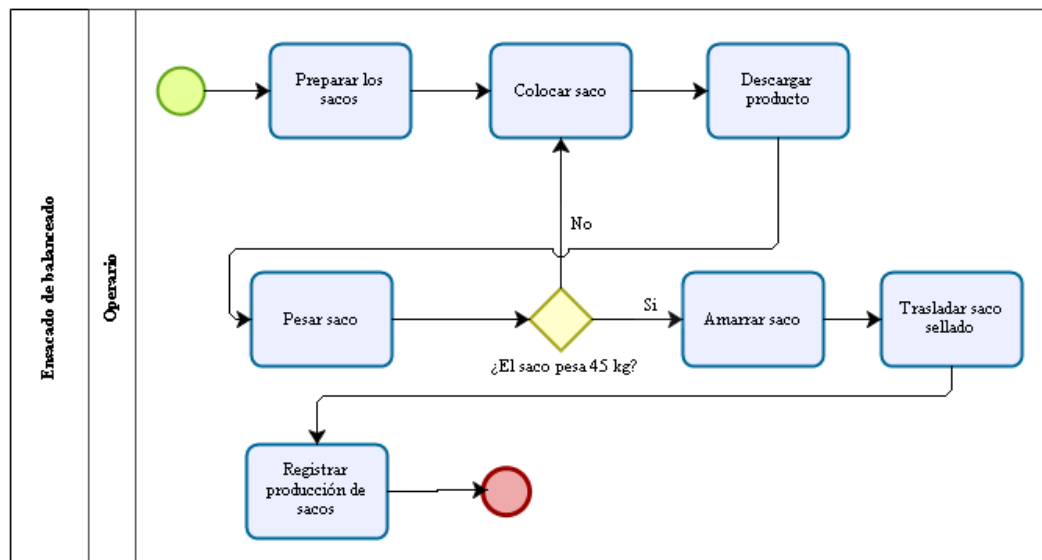 Ensacado de balanceado
Operario
Preparar los
sacos
Colocar saco
Descargar
producto
No
Pesar saco
¿El saco pesa 45 kg?
Si
Amarrar saco
Trasladar saco
sellado
Registrar
producción de
sacos